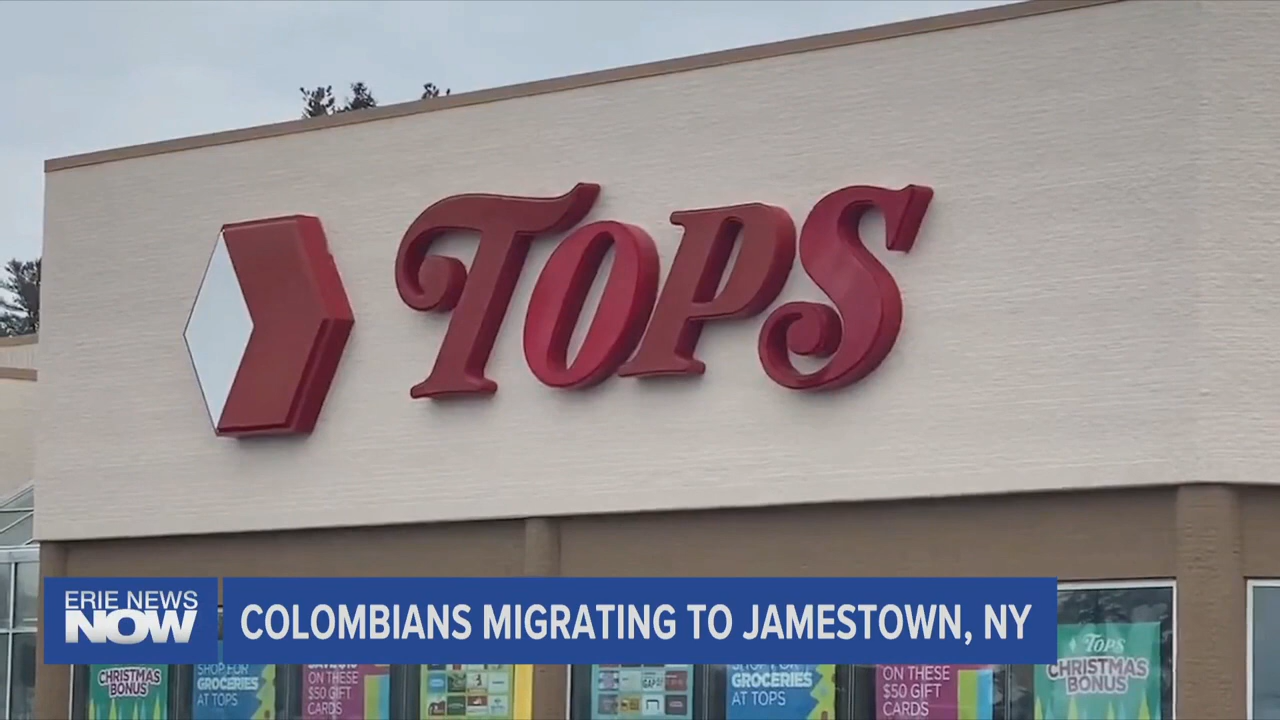 TOPS
ERIE NEWS
NOW
COLOMBIANS MIGRATING TO JAMESTOWN, NY
CHRISTMAS
BONUS
SHOP FOR
GROCERIES
AT TOPS
ON THESE
$50 GIFT
CARDS
SHOP FOR
GROCERIES
AT TOPS
ON THESE
$50 GIFT
CARDS
TOPS
CHRISTMAS
BONUS